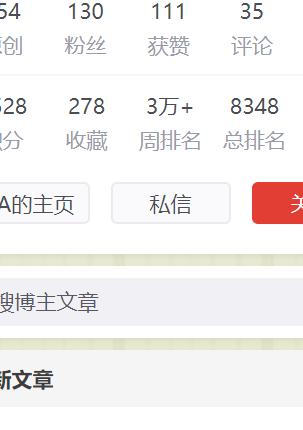 54 130 111 35
原创 粉丝 获赞 评论
528 278 3万+ 8348
积分 收藏 周排名 总排名
A的主页 私信 关
搜博主文章
新文章